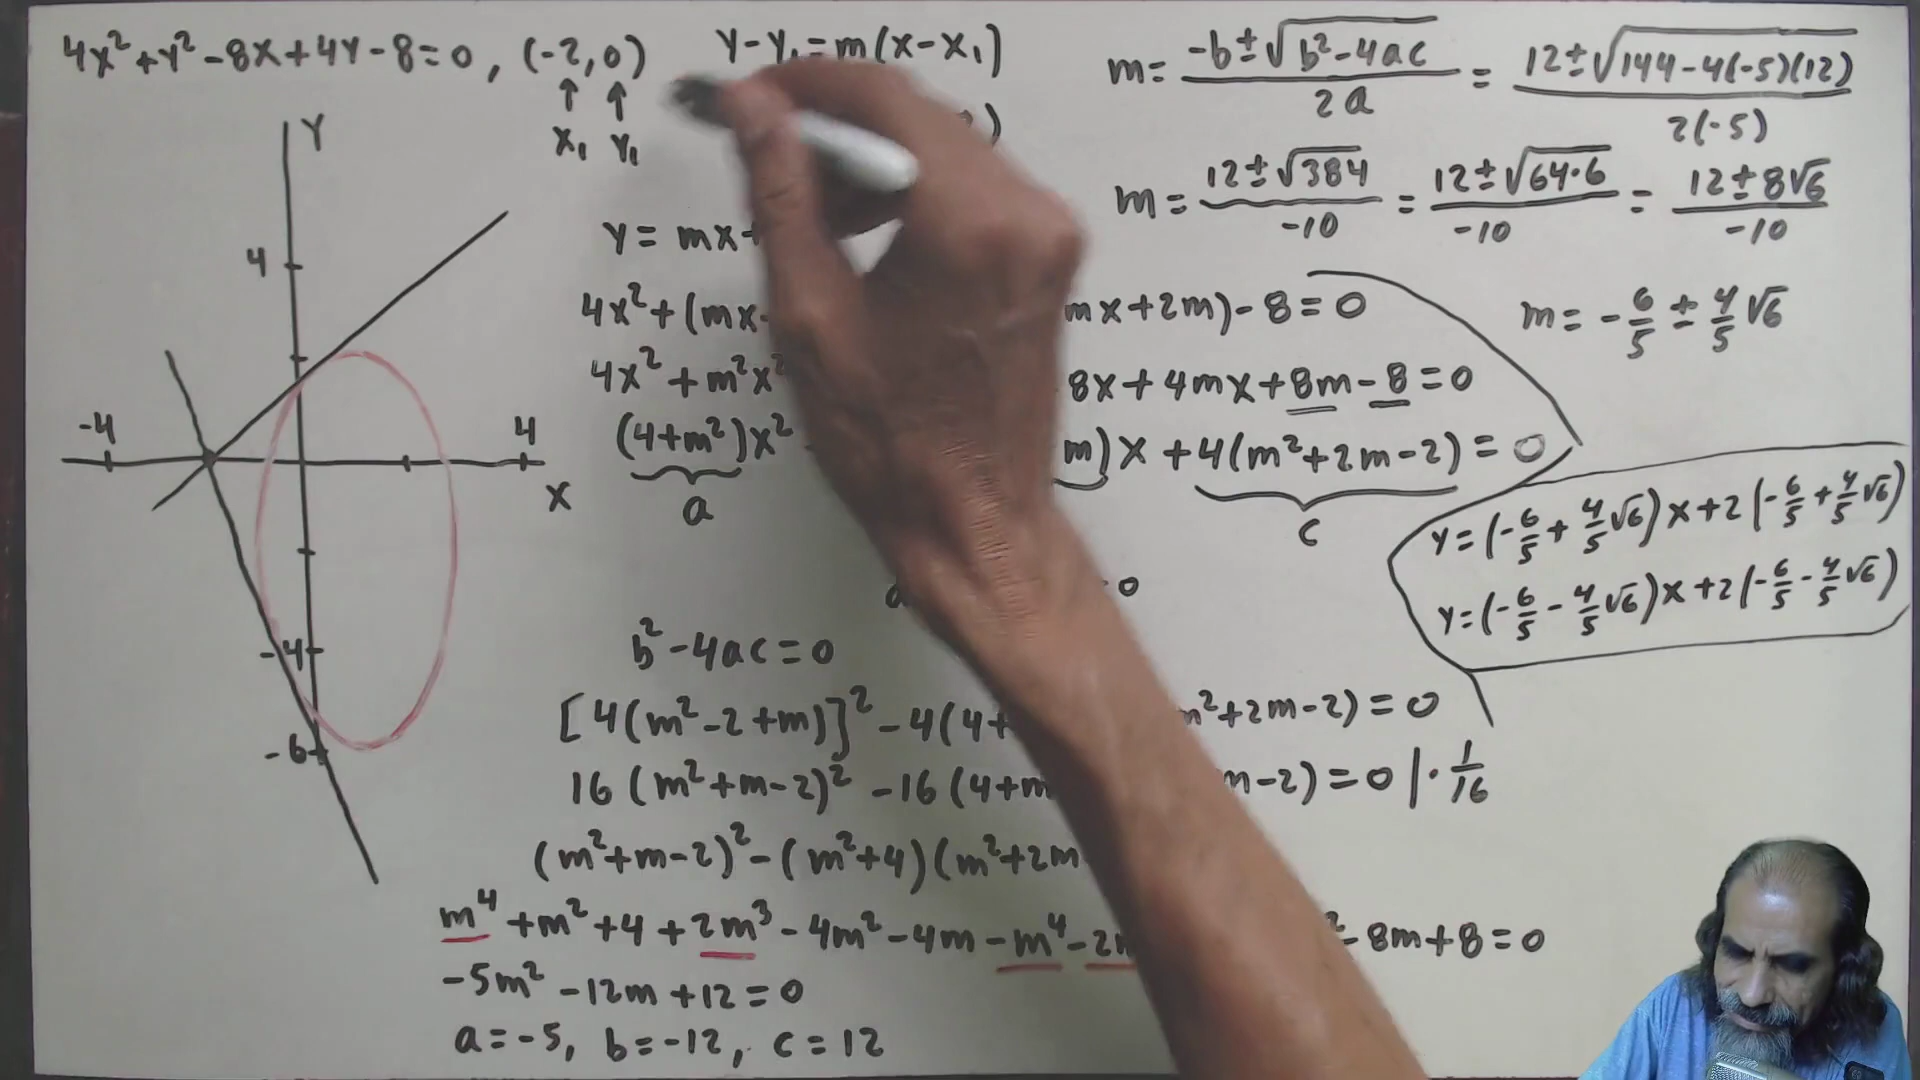 4x²+y²-8x+4y-8=0, (-2,0)
↑ ↑
x₁ y₁
y-y₁=m(x-x₁)
)
y=mx+
4x²+(mx mx+2m)-8=0
4x²+m²x² 8x+4mx+8m-8=0
(4+m²)x² m)x+4(m²+2m-2)=0
a c
a 0
b²-4ac=0
[4(m²-2+m)]²-4(4+ m²+2m-2)=0
16(m²+m-2)²-16(4+m m-2)=0 |·1/16
(m²+m-2)²-(m²+4)(m²+2m
m⁴+m²+4+2m³-4m²-4m-m⁴-2m -8m+8=0
-5m²-12m+12=0
a=-5, b=-12, c=12
m=(-b±√(b²-4ac))/(2a)=(12±√(144-4(-5)(12)))/(2(-5))
m=(12±√384)/(-10)=(12±√(64·6))/(-10)=(12±8√6)/(-10)
m=-6/5±4/5√6
y=(-6/5+4/5√6)x+2(-6/5+4/5√6)
y=(-6/5-4/5√6)x+2(-6/5-4/5√6)
Y
4
-4
4
X
-4
-6